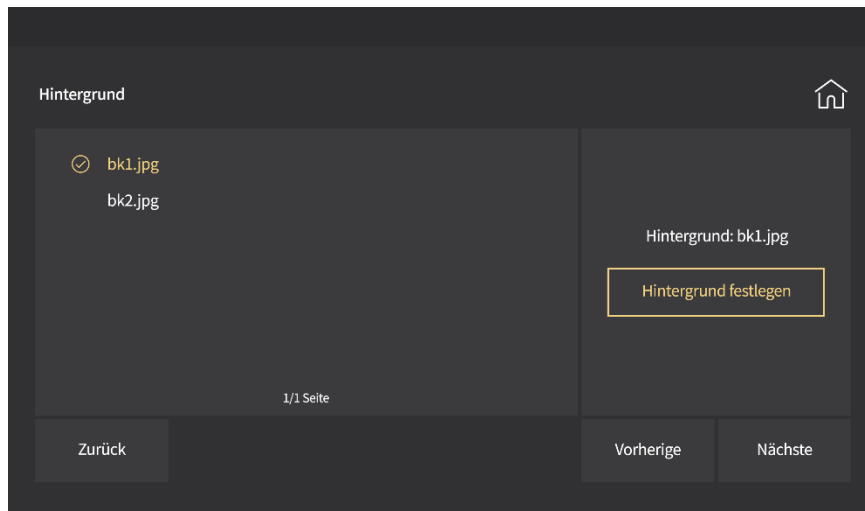 Hintergrund
bk1.jpg
bk2.jpg
1/1 Seite
Hintergrund: bk1.jpg
Hintergrund festlegen
Zurück
Vorherige
Nächste